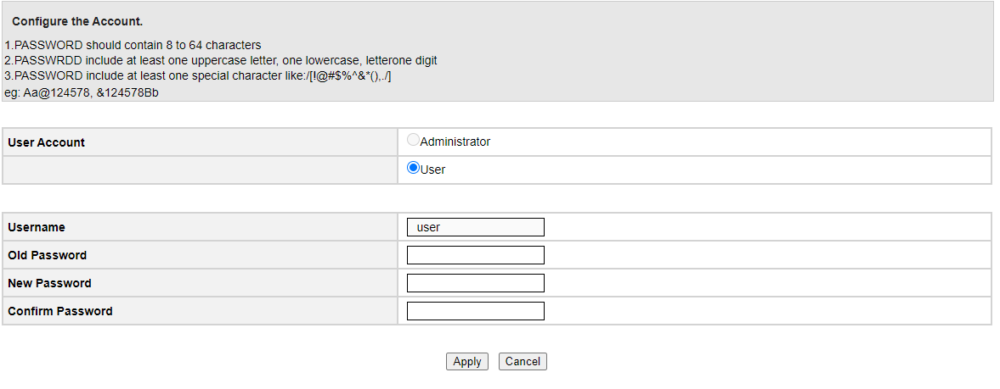 Configure the Account.
1.PASSWORD should contain 8 to 64 characters
2.PASSWRDD include at least one uppercase letter, one lowercase, letterone digit
3.PASSWORD include at least one special character like:/[!@#$%^&*(),./]
eg: Aa@124578, &124578Bb
User Account
Administrator
User
Username
user
Old Password
New Password
Confirm Password
Apply Cancel